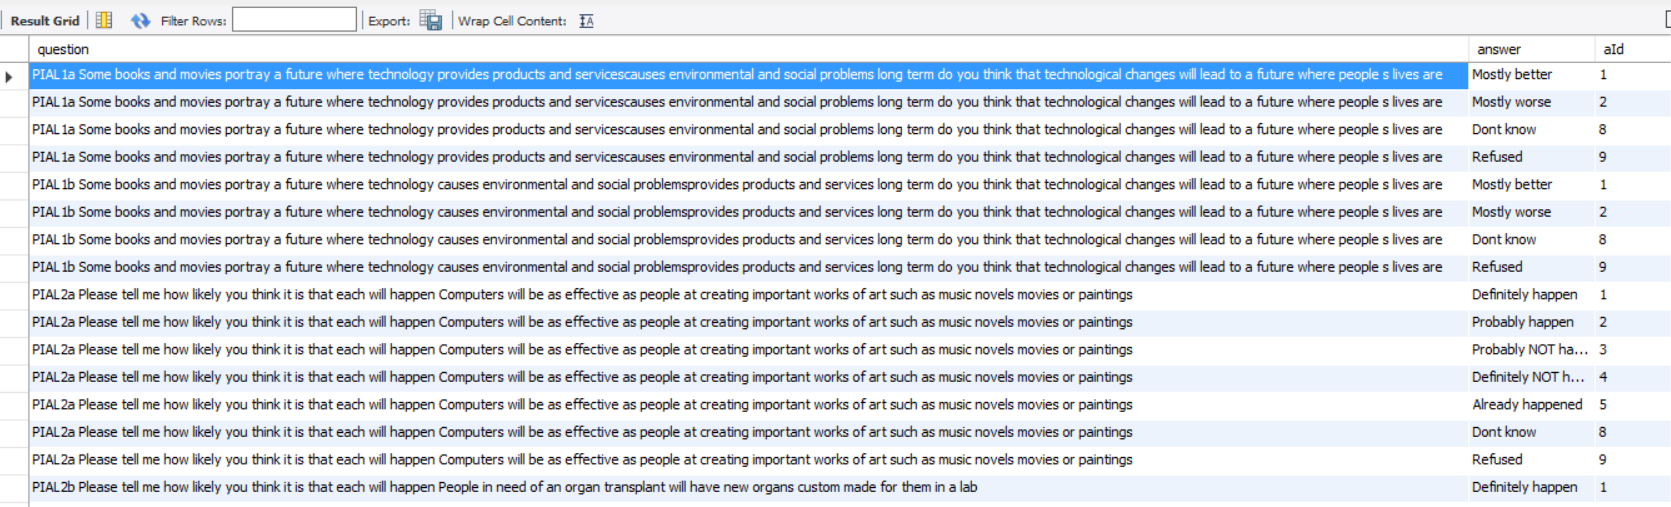 Result Grid Filter Rows: Export: Wrap Cell Content:
question answer aId
PIAL1a Some books and movies portray a future where technology provides products and servicescauses environmental and social problems long term do you think that technological changes will lead to a future where people s lives are Mostly better 1
PIAL1a Some books and movies portray a future where technology provides products and servicescauses environmental and social problems long term do you think that technological changes will lead to a future where people s lives are Mostly worse 2
PIAL1a Some books and movies portray a future where technology provides products and servicescauses environmental and social problems long term do you think that technological changes will lead to a future where people s lives are Dont know 8
PIAL1a Some books and movies portray a future where technology provides products and servicescauses environmental and social problems long term do you think that technological changes will lead to a future where people s lives are Refused 9
PIAL1b Some books and movies portray a future where technology causes environmental and social problemsprovides products and services long term do you think that technological changes will lead to a future where people s lives are Mostly better 1
PIAL1b Some books and movies portray a future where technology causes environmental and social problemsprovides products and services long term do you think that technological changes will lead to a future where people s lives are Mostly worse 2
PIAL1b Some books and movies portray a future where technology causes environmental and social problemsprovides products and services long term do you think that technological changes will lead to a future where people s lives are Dont know 8
PIAL1b Some books and movies portray a future where technology causes environmental and social problemsprovides products and services long term do you think that technological changes will lead to a future where people s lives are Refused 9
PIAL2a Please tell me how likely you think it is that each will happen Computers will be as effective as people at creating important works of art such as music novels movies or paintings Definitely happen 1
PIAL2a Please tell me how likely you think it is that each will happen Computers will be as effective as people at creating important works of art such as music novels movies or paintings Probably happen 2
PIAL2a Please tell me how likely you think it is that each will happen Computers will be as effective as people at creating important works of art such as music novels movies or paintings Probably NOT ha... 3
PIAL2a Please tell me how likely you think it is that each will happen Computers will be as effective as people at creating important works of art such as music novels movies or paintings Definitely NOT h... 4
PIAL2a Please tell me how likely you think it is that each will happen Computers will be as effective as people at creating important works of art such as music novels movies or paintings Already happened 5
PIAL2a Please tell me how likely you think it is that each will happen Computers will be as effective as people at creating important works of art such as music novels movies or paintings Dont know 8
PIAL2a Please tell me how likely you think it is that each will happen Computers will be as effective as people at creating important works of art such as music novels movies or paintings Refused 9
PIAL2b Please tell me how likely you think it is that each will happen People in need of an organ transplant will have new organs custom made for them in a lab Definitely happen 1